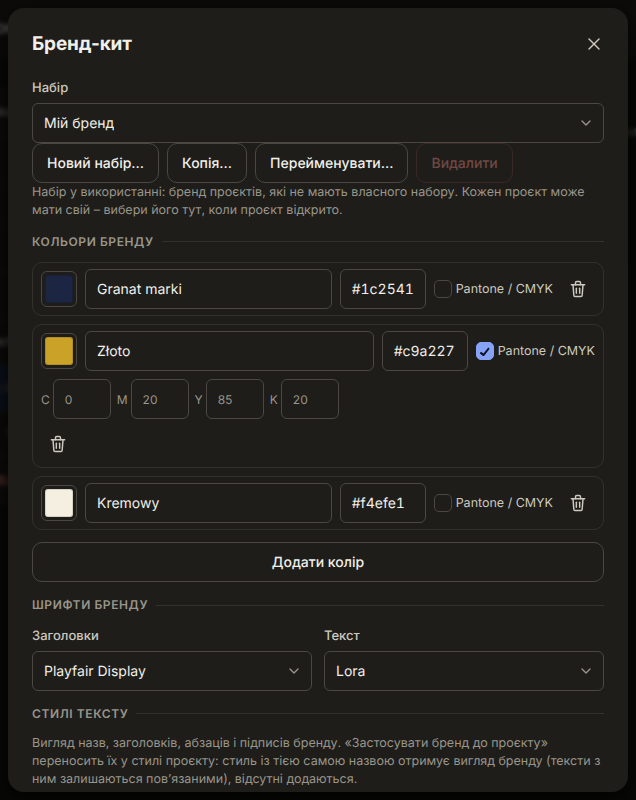 Бренд-кит
Набір
Мій бренд
Новий набір... Копія... Перейменувати... Видалити
Набір у використанні: бренд проєктів, які не мають власного набору. Кожен проєкт може
мати свій – вибери його тут, коли проєкт відкрито.
КОЛЬОРИ БРЕНДУ
Granat marki #1c2541 Pantone / CMYK
Złoto #c9a227 Pantone / CMYK
C 0 M 20 Y 85 K 20
Kremowy #f4efe1 Pantone / CMYK
Додати колір
ШРИФТИ БРЕНДУ
Заголовки Текст
Playfair Display Lora
СТИЛІ ТЕКСТУ
Вигляд назв, заголовків, абзаців і підписів бренду. «Застосувати бренд до проєкту»
переносить їх у стилі проєкту: стиль із тією самою назвою отримує вигляд бренду (тексти з
ним залишаються пов'язаними), відсутні додаються.